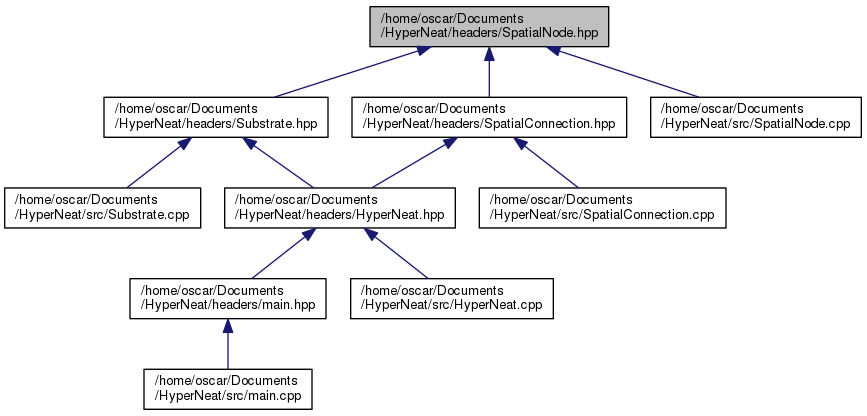 /home/oscar/Documents
/HyperNeat/headers/SpatialNode.hpp
/home/oscar/Documents
/HyperNeat/headers/Substrate.hpp
/home/oscar/Documents
/HyperNeat/headers/SpatialConnection.hpp
/home/oscar/Documents
/HyperNeat/src/SpatialNode.cpp
/home/oscar/Documents
/HyperNeat/src/Substrate.cpp
/home/oscar/Documents
/HyperNeat/headers/HyperNeat.hpp
/home/oscar/Documents
/HyperNeat/src/SpatialConnection.cpp
/home/oscar/Documents
/HyperNeat/headers/main.hpp
/home/oscar/Documents
/HyperNeat/src/HyperNeat.cpp
/home/oscar/Documents
/HyperNeat/src/main.cpp